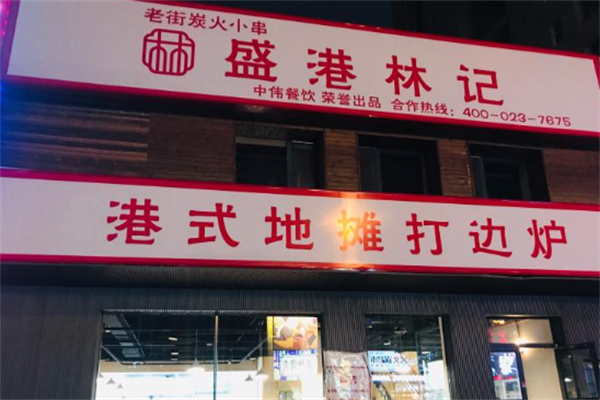 老街炭火小串
盛港林记
中伟餐饮 荣誉出品 合作热线：400-023-7675
港式地摊打边炉